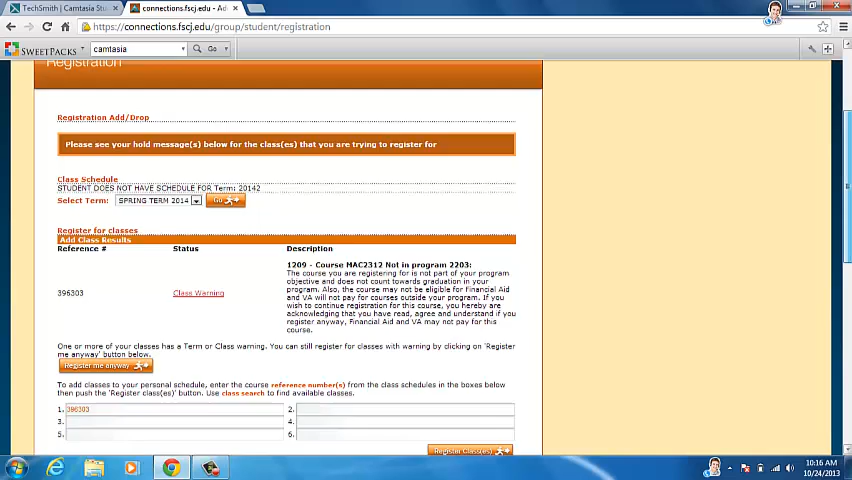 TechSmith | Camtasia Stu
connections.fscj.edu - Ad
https://connections.fscj.edu/group/student/registration
SWEETPACKS
camtasia
Go
Registration
Registration Add/Drop
Please see your hold message(s) below for the class(es) that you are trying to register for
Class Schedule
STUDENT DOES NOT HAVE SCHEDULE FOR Term: 20142
Select Term: SPRING TERM 2014 Go
Register for classes
Add Class Results
Reference # Status Description
396303 Class Warning
1209 - Course MAC2312 Not in program 2203:
The course you are registering for is not part of your program
objective and does not count towards graduation in your
program. Also, the course may not be eligible for Financial Aid
and VA will not pay for courses outside your program. If you
wish to continue registration for this course, you hereby are
acknowledging that you have read, agree and understand if you
register anyway, Financial Aid and VA may not pay for this
course.
One or more of your classes has a Term or Class warning. You can still register for classes with warning by clicking on 'Register
me anyway' button below.
Register me anyway
To add classes to your personal schedule, enter the course reference number(s) from the class schedules in the boxes below
then push the 'Register class(es)' button. Use class search to find available classes.
1. 396303 2.
3. 4.
5. 6.
Register Class(es)
10:16 AM
10/24/2013